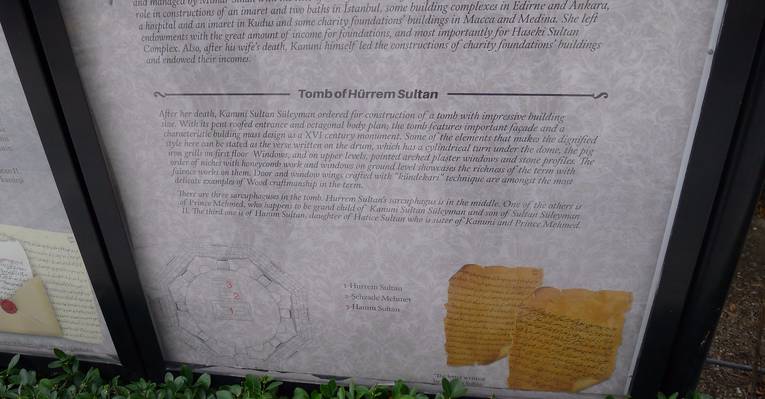 role in constructions of an imaret and two baths in İstanbul, some building complexes in Edirne and Ankara,
a hospital and an imaret in Kudus and some charity foundations' buildings in Macca and Medina. She left
endowments with the great amount of income for foundations, and most importantly for Haseki Sultan
Complex. Also, after his wife's death, Kanuni himself led the constructions of charity foundations' buildings
and endowed their incomes.
Tomb of Hürrem Sultan
After her death, Kanuni Sultan Süleyman ordered for construction of a tomb with impressive building
size. With its pent roofed entrance and octagonal body plan, the tomb features important façade and a
characteristic bulding mass design as a XVI century monument. Some of the elements that makes the dignified
style here can be stated as the verse written on the drum, which has a cylindrical turn under the dome, the pig
iron grills on first floor Windows, and on upper levels, pointed arched plaster windows and stone profiles. The
order of niches with honeycomb work and windows on ground level showcases the richness of the term with
faience works on them. Door and window wings crafted with "kündekari" technique are amongst the most
delicate examples of Wood craftmanship in the term.
There are three sarcuphacuses in the tomb. Hurrem Sultan's sarcuphagus is in the middle. One of the others is
of Prince Mehmed, who happens to be grand child of Kanuni Sultan Süleyman and son of Sultan Süleyman
II. The third one is of Hanım Sultan, daughter of Hatice Sultan who is sister of Kanuni and Prince Mehmed.
3
2
1
1-Hürrem Sultan
2-Şehzade Mehmet
3-Hanım Sultan